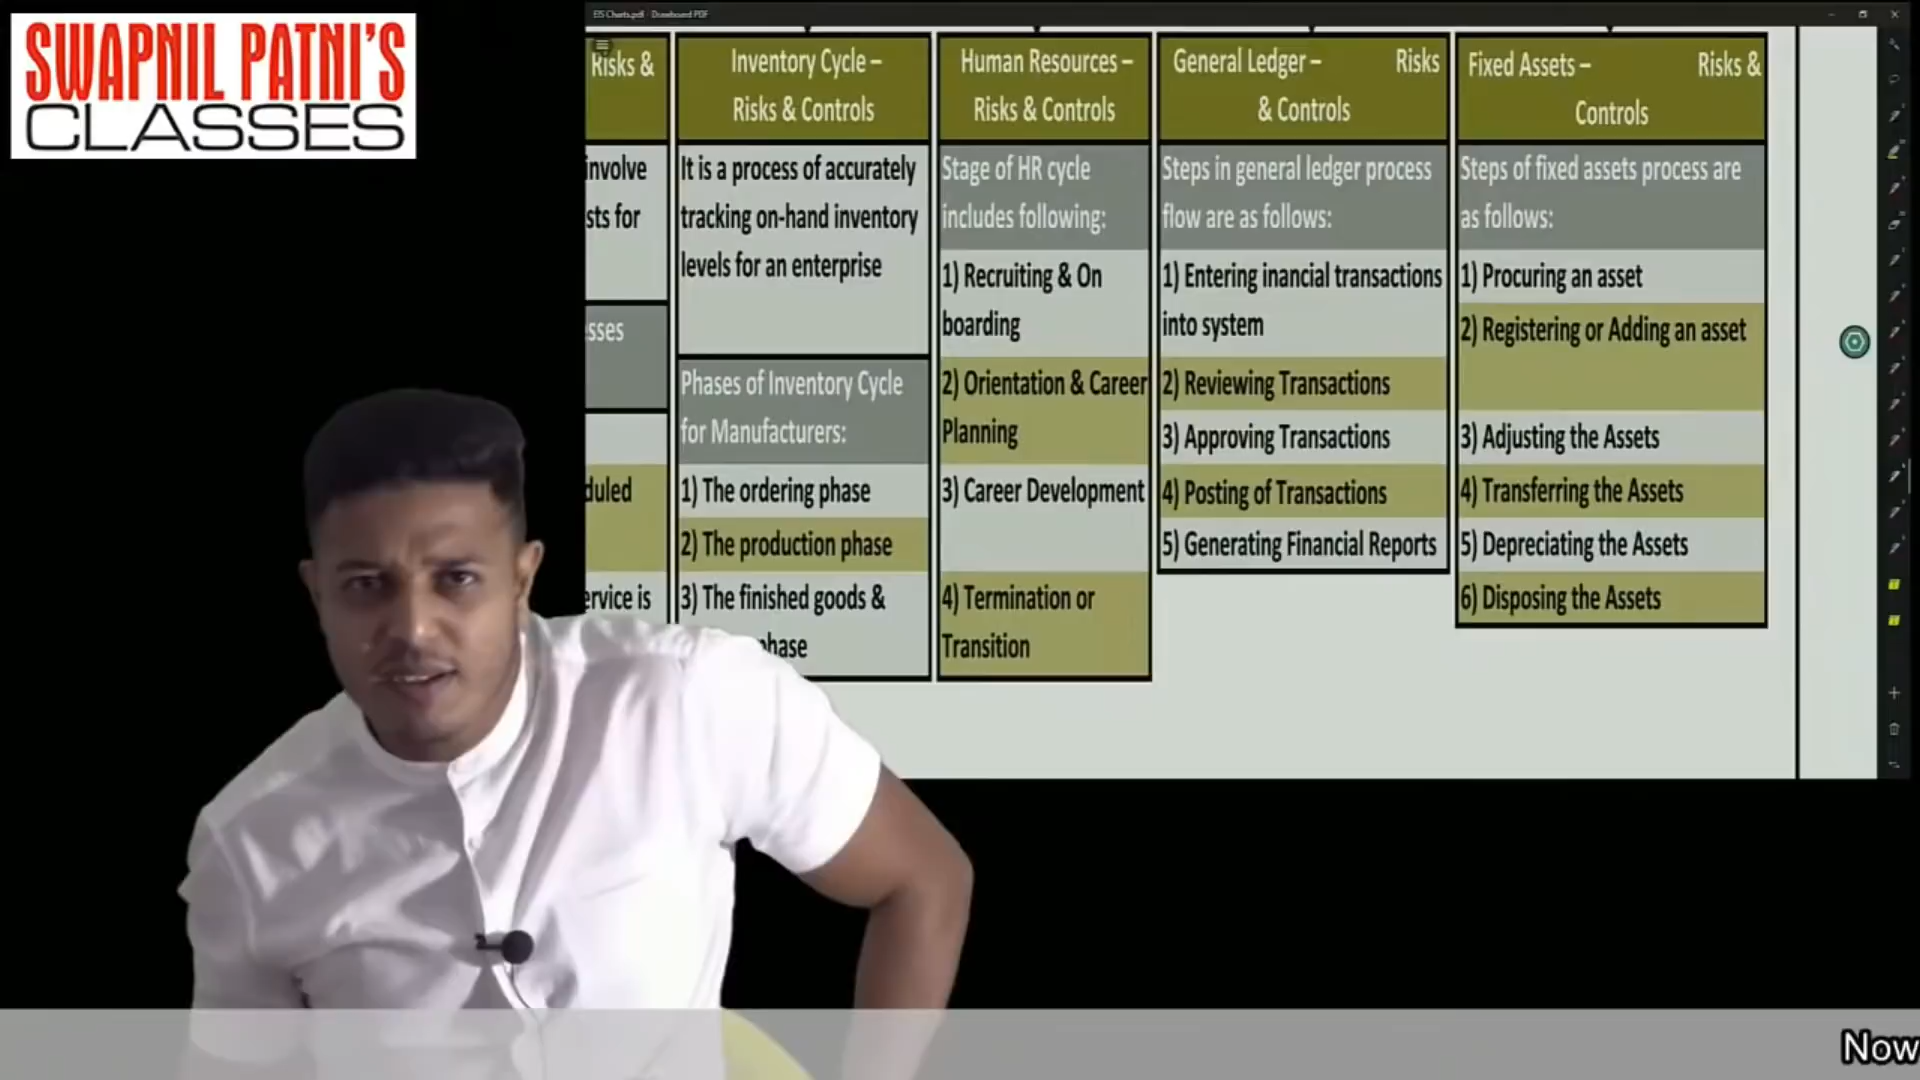 SWAPNIL PATNI'S
CLASSES
EIS Charts.pdf - Drawboard PDF
Risks &
involve
sts for
sses
duled
ervice is
Inventory Cycle –
Risks & Controls
It is a process of accurately
tracking on-hand inventory
levels for an enterprise
Phases of Inventory Cycle
for Manufacturers:
1) The ordering phase
2) The production phase
3) The finished goods &
hase
Human Resources –
Risks & Controls
Stage of HR cycle
includes following:
1) Recruiting & On
boarding
2) Orientation & Career
Planning
3) Career Development
4) Termination or
Transition
General Ledger – Risks
& Controls
Steps in general ledger process
flow are as follows:
1) Entering inancial transactions
into system
2) Reviewing Transactions
3) Approving Transactions
4) Posting of Transactions
5) Generating Financial Reports
Fixed Assets – Risks &
Controls
Steps of fixed assets process are
as follows:
1) Procuring an asset
2) Registering or Adding an asset
3) Adjusting the Assets
4) Transferring the Assets
5) Depreciating the Assets
6) Disposing the Assets
Now